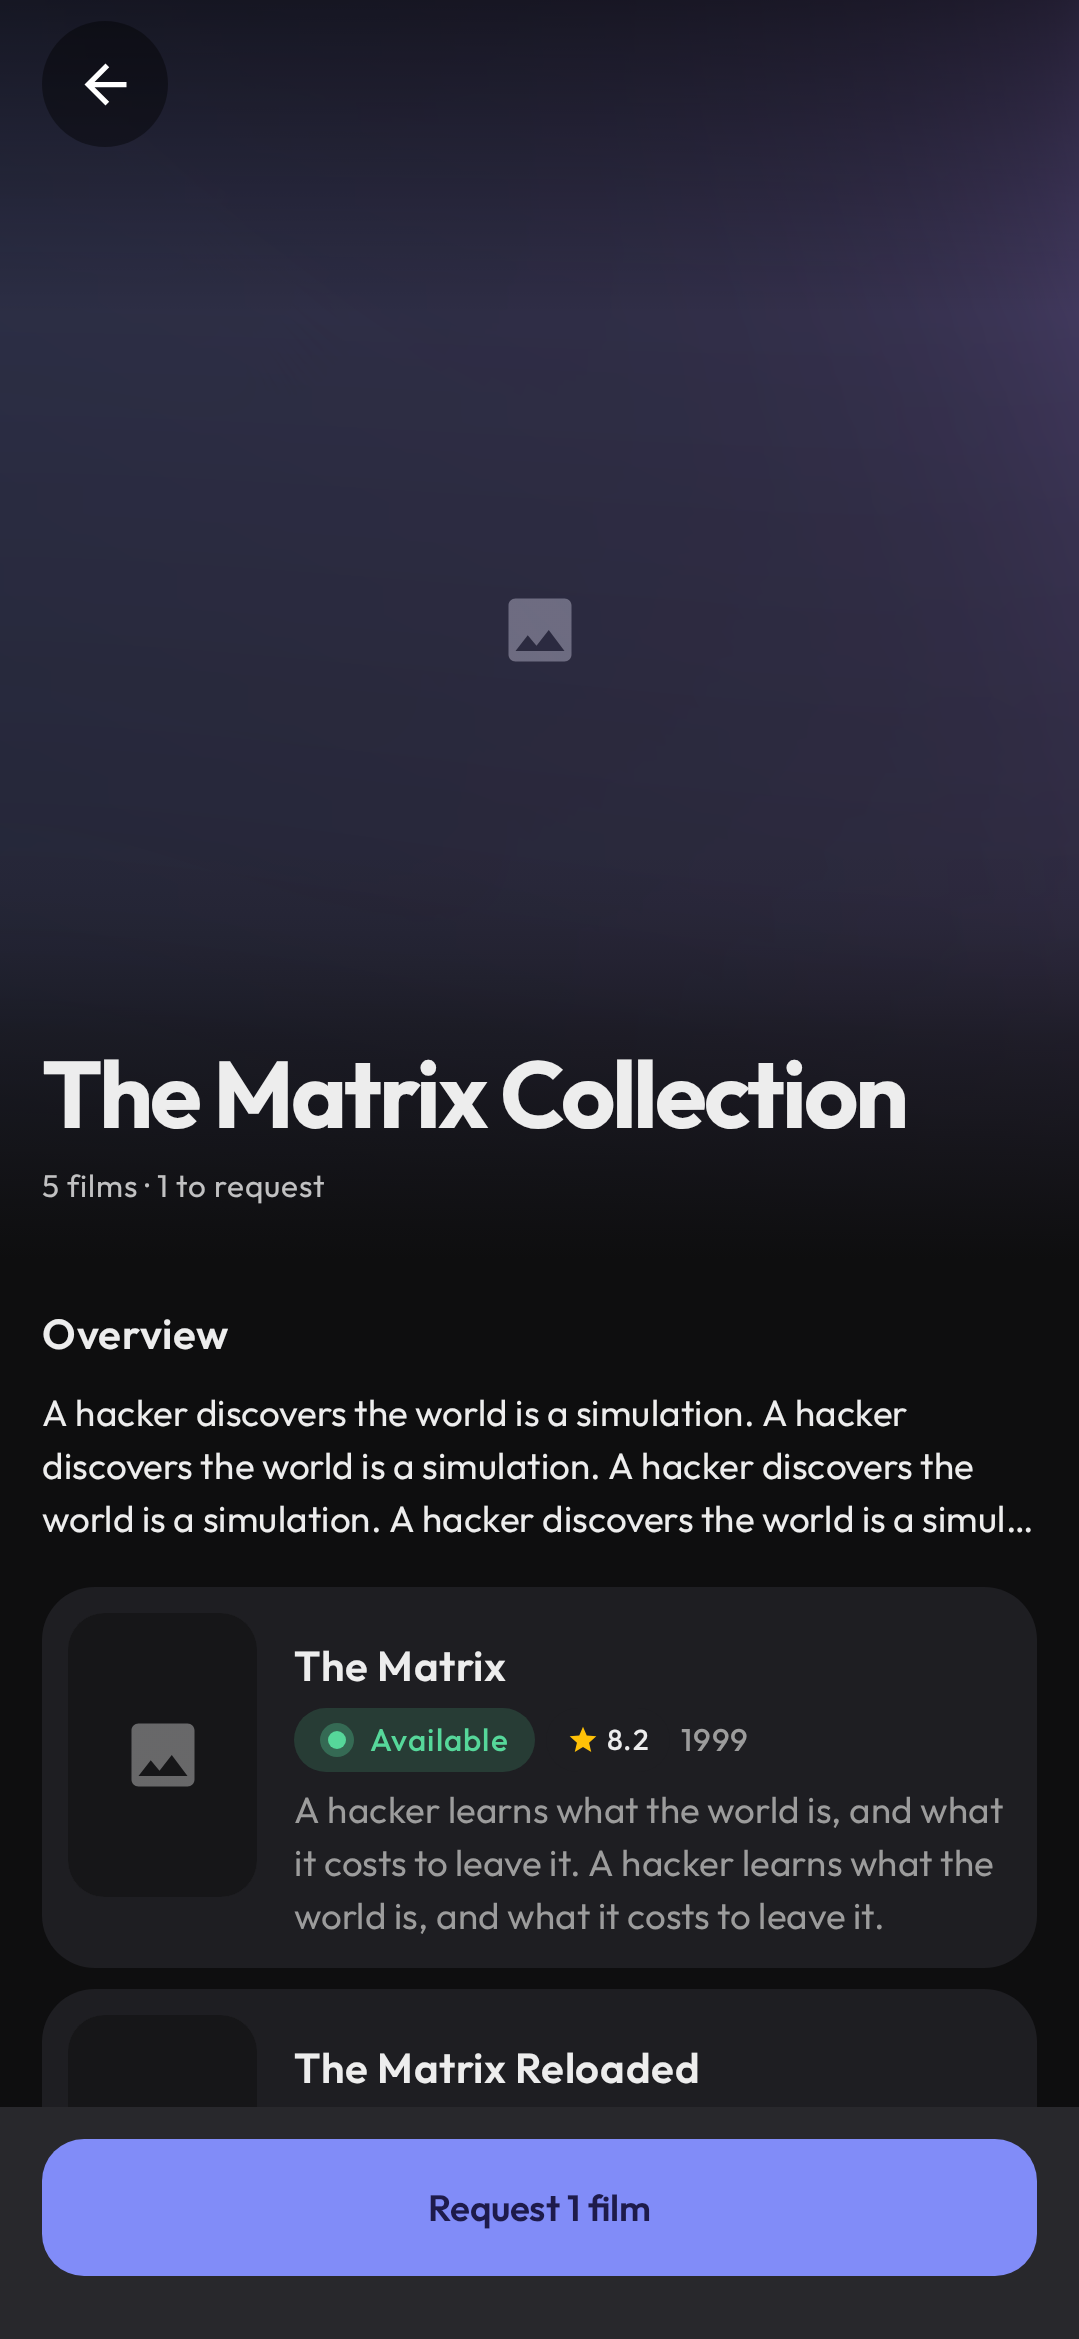 The Matrix Collection
5 films · 1 to request
Overview
A hacker discovers the world is a simulation. A hacker
discovers the world is a simulation. A hacker discovers the
world is a simulation. A hacker discovers the world is a simul…
The Matrix
Available ★ 8.2 1999
A hacker learns what the world is, and what
it costs to leave it. A hacker learns what the
world is, and what it costs to leave it.
The Matrix Reloaded
Request 1 film